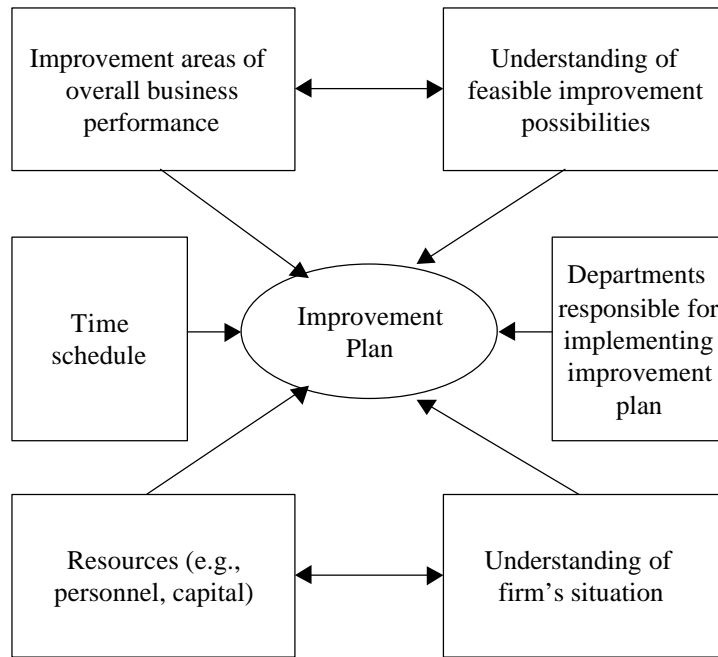 Improvement areas of
overall business
performance
Understanding of
feasible improvement
possibilities
Time
schedule
Improvement
Plan
Departments
responsible for
implementing
improvement
plan
Resources (e.g.,
personnel, capital)
Understanding of
firm’s situation